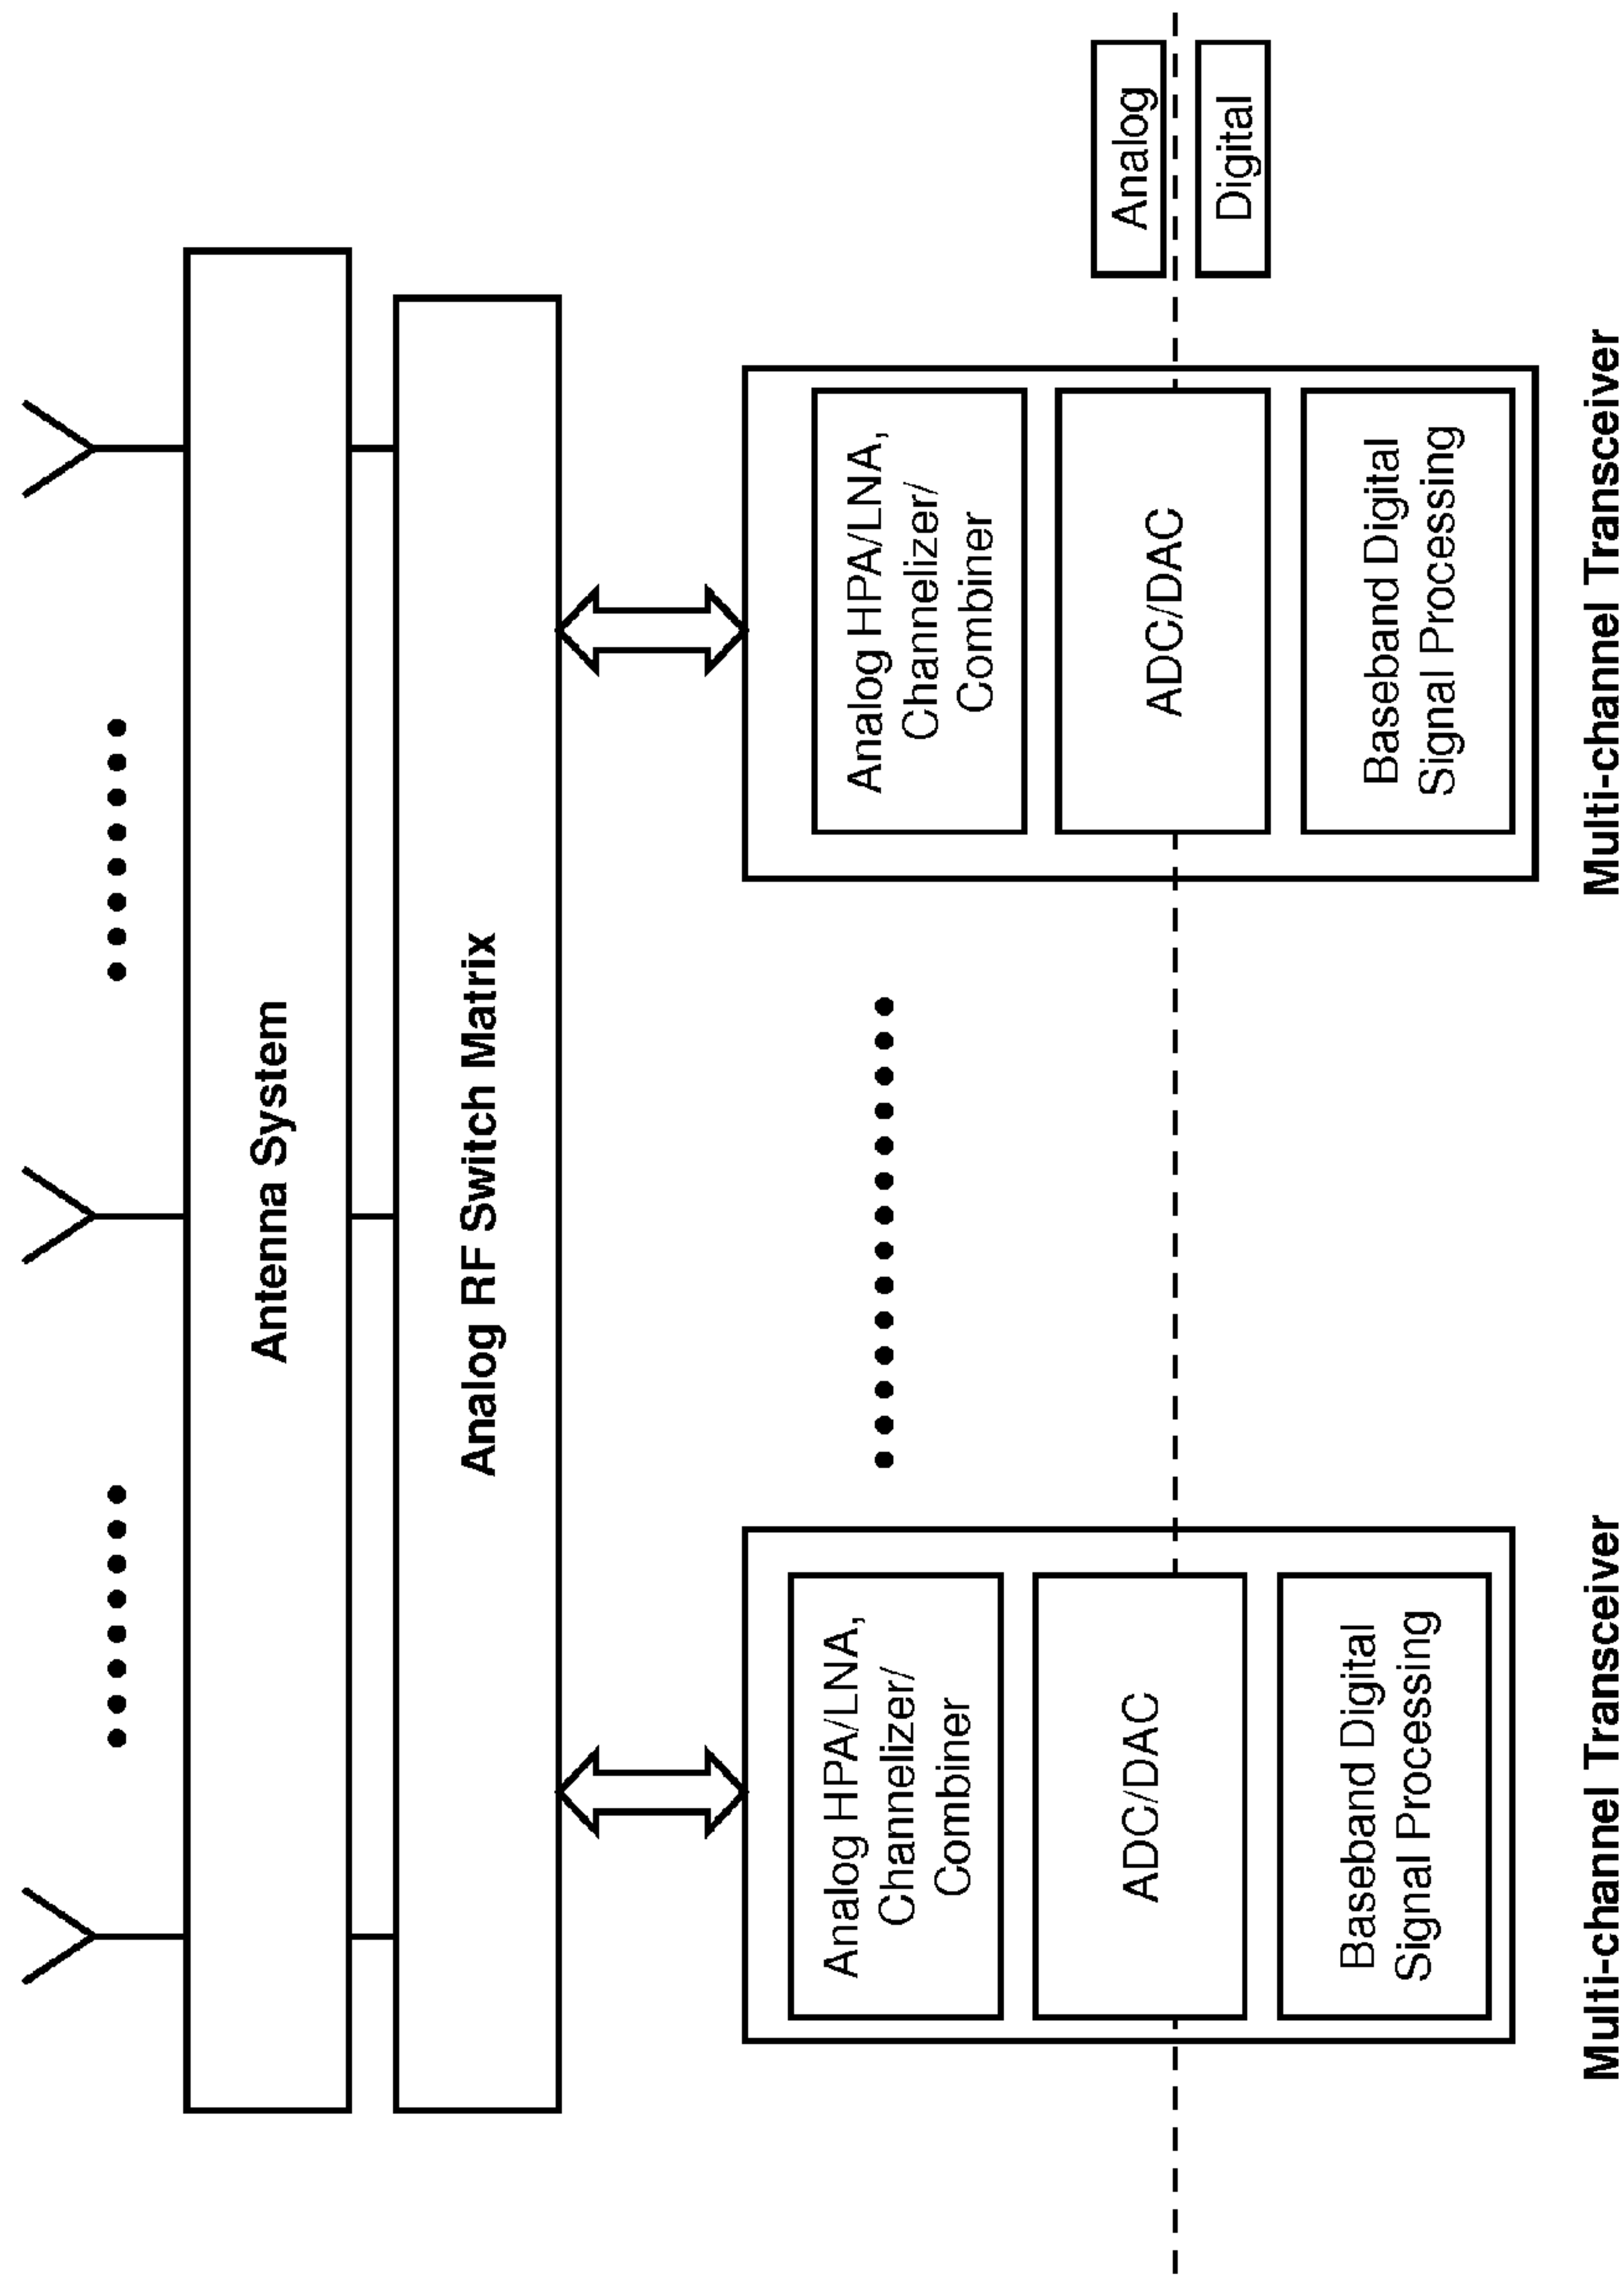 Antenna System
Analog RF Switch Matrix
Analog HPA/LNA,
Channelizer/
Combiner
ADC/DAC
Baseband Digital
Signal Processing
Multi-channel Transceiver
Analog HPA/LNA,
Channelizer/
Combiner
ADC/DAC
Baseband Digital
Signal Processing
Multi-channel Transceiver
Analog
Digital